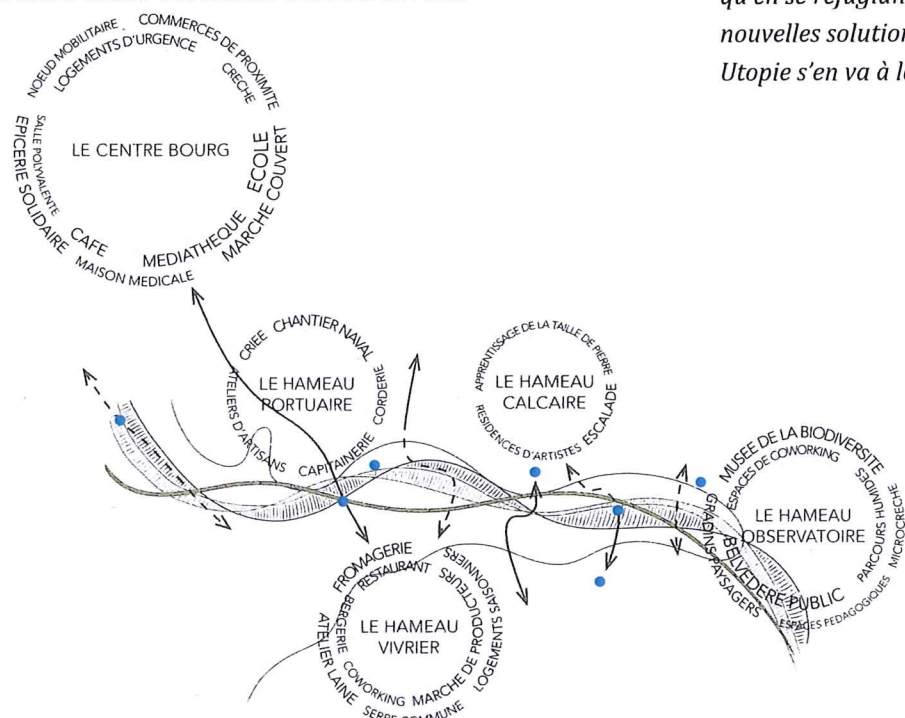 qu'en se réfugiant
nouvelles solution
Utopie s'en va à l
NOEUD MOBILITAIRE
COMMERCES DE PROXIMITE
LOGEMENTS D'URGENCE
CRECHE
SALLE POLYVALENTE
EPICERIE SOLIDAIRE
LE CENTRE BOURG
ECOLE
MARCHE COUVERT
CAFE
MEDIATHEQUE
MAISON MEDICALE
CRIEE
CHANTIER NAVAL
ATELIERS D'ARTISANS
LE HAMEAU
PORTUAIRE
CORDERIE
CAPITAINERIE
APPRENTISSAGE DE LA TAILLE DE PIERRE
LE HAMEAU
CALCAIRE
RESIDENCES D'ARTISTES
ESCALADE
MUSEE DE LA BIODIVERSITE
ESPACES DE COWORKING
GRADINS PAYSAGERS
LE HAMEAU
OBSERVATOIRE
PARCOURS HUMIDES
MICROCRECHE
BELVEDERE PUBLIC
ESPACES PEDAGOGIQUES
FROMAGERIE
RESTAURANT
BERGERIE
ATELIER LAINE
LE HAMEAU
VIVRIER
MARCHE DE PRODUCTEURS
LOGEMENTS SAISONNIERS
COWORKING
SERRE COMMUNE